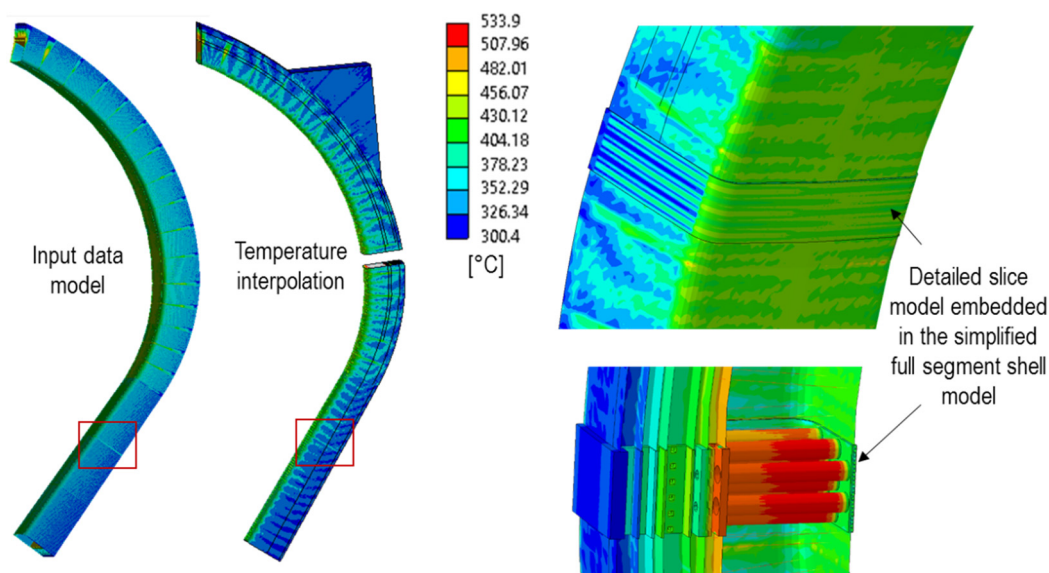 Input data
model
Temperature
interpolation
533.9
507.96
482.01
456.07
430.12
404.18
378.23
352.29
326.34
300.4
[°C]
Detailed slice
model embedded
in the simplified
full segment shell
model